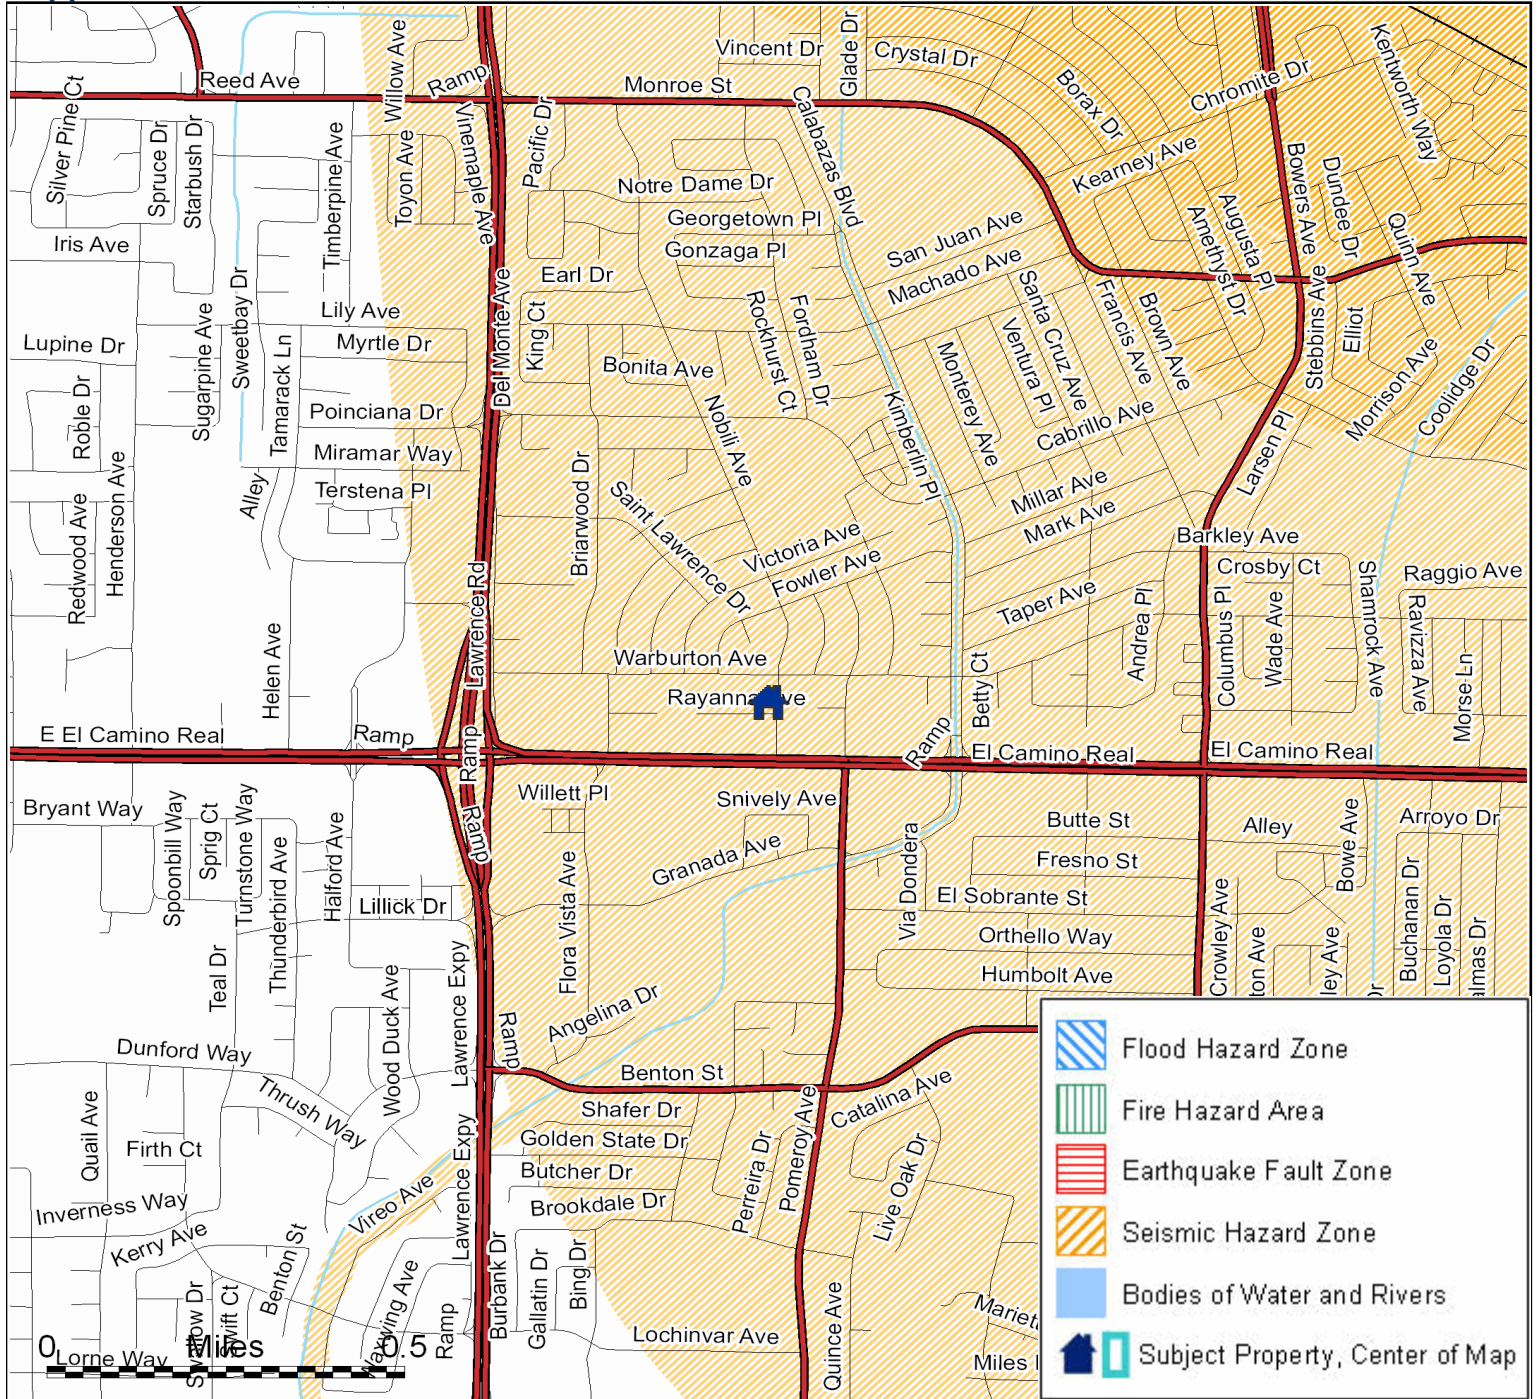 Vincent Dr
Glade Dr
Crystal Dr
Kentworth Way
Willow Ave
Ramp
Reed Ave
Monroe St
Chromite Dr
Borax Dr
Silver Pine Ct
Calabazas Blvd
Spruce Dr
Starbush Dr
Timberpine Ave
Toyon Ave
Vinemaple Ave
Pacific Dr
Kearney Ave
Bowers Ave
Dundee Dr
Notre Dame Dr
Georgetown Pl
Gonzaga Pl
San Juan Ave
Machado Ave
Augusta Pl
Amethyst Dr
Quinn Ave
Iris Ave
Earl Dr
Sweetbay Dr
Del Monte Ave
Rockhurst Ct
Fordham Dr
Santa Cruz Ave
Francis Ave
Brown Ave
Stebbins Ave
Elliot
Lily Ave
Lupine Dr
Sugarpine Ave
Tamarack Ln
Myrtle Dr
King Ct
Bonita Ave
Monterey Ave
Ventura Pl
Morrison Ave
Coolidge Dr
Roble Dr
Poinciana Dr
Nobili Ave
Kimberlin Pl
Cabrillo Ave
Larsen Pl
Miramar Way
Henderson Ave
Alley
Terstena Pl
Briarwood Dr
Saint Lawrence Dr
Millar Ave
Mark Ave
Redwood Ave
Victoria Ave
Fowler Ave
Barkley Ave
Crosby Ct
Raggio Ave
Lawrence Rd
Taper Ave
Andrea Pl
Columbus Pl
Wade Ave
Shamrock Ave
Ravizza Ave
Morse Ln
Helen Ave
Warburton Ave
Rayanna Ave
Betty Ct
E El Camino Real
Ramp
Ramp
Ramp
El Camino Real
El Camino Real
Bryant Way
Spoonbill Way
Sprig Ct
Turnstone Way
Thunderbird Ave
Halford Ave
Ramp
Willett Pl
Snively Ave
Granada Ave
Butte St
Alley
Bowe Ave
Arroyo Dr
Fresno St
Flora Vista Ave
Via Dondera
Lillick Dr
El Sobrante St
Orthello Way
Humbolt Ave
Crowley Ave
ton Ave
ley Ave
Dr
Buchanan Dr
Loyola Dr
almas Dr
Teal Dr
Wood Duck Ave
Lawrence Expy
Ramp
Angelina Dr
Dunford Way
Thrush Way
Benton St
Shafer Dr
Golden State Dr
Butcher Dr
Brookdale Dr
Pomeroy Ave
Catalina Ave
Perreira Dr
Live Oak Dr
Quail Ave
Firth Ct
Inverness Way
Kerry Ave
Benton St
Vireo Ave
Lawrence Expy
Waxwing Ave
Ramp
Burbank Dr
Gallatin Dr
Bing Dr
Swallow Dr
Swift Ct
Lorne Way
Lochinvar Ave
Quince Ave
Mariett
Miles
0 Miles 0.5
Flood Hazard Zone
Fire Hazard Area
Earthquake Fault Zone
Seismic Hazard Zone
Bodies of Water and Rivers
Subject Property, Center of Map